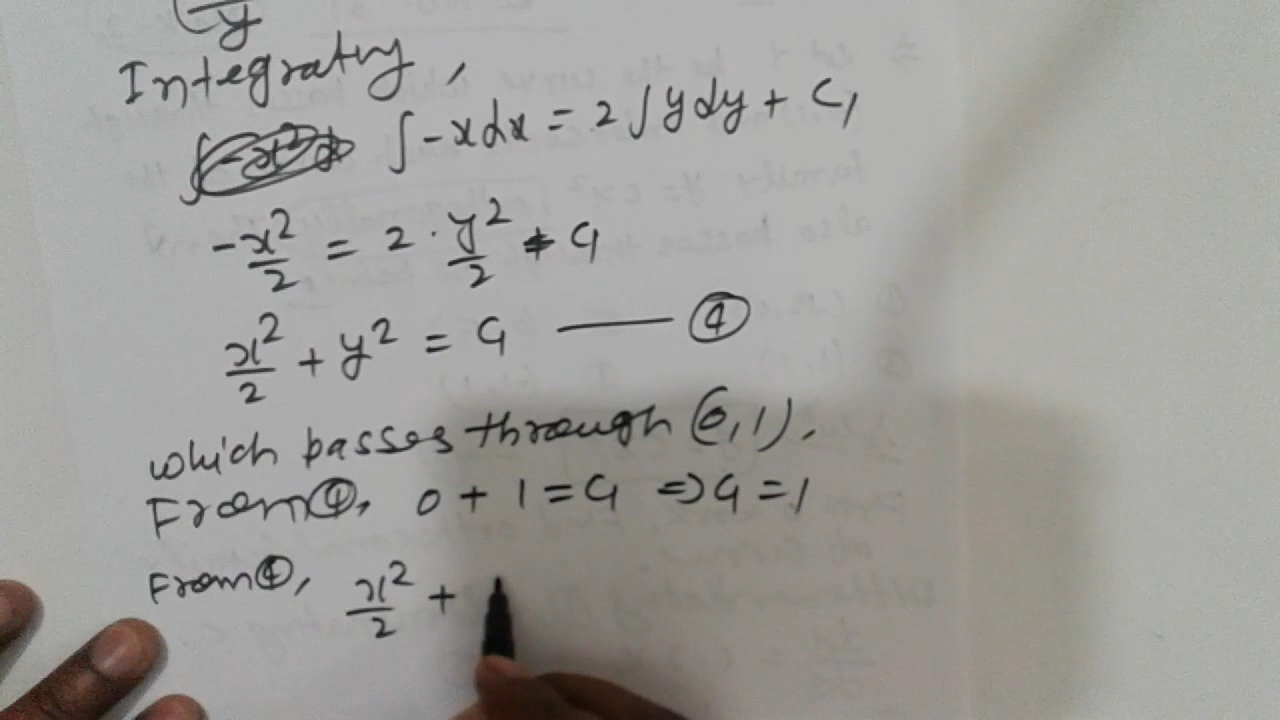 y
Integratiy,
∫-xdx = 2∫ydy + C₁
-x²/2 = 2 · y²/2 + C₁
x²/2 + y² = C₁ —— ④
which passes through (0,1).
From ④, 0 + 1 = C₁ ⇒ C₁ = 1
From ④, x²/2 +